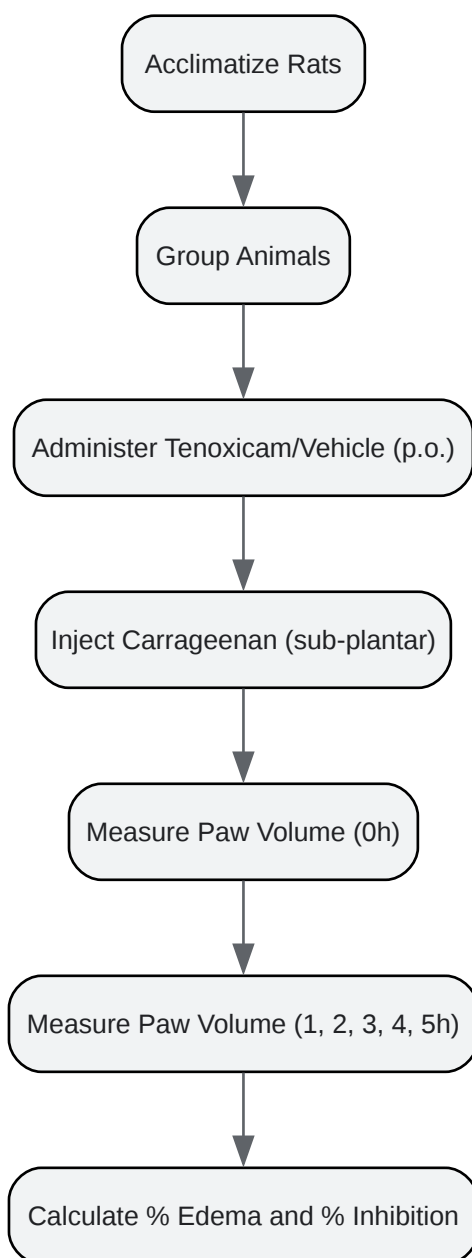 Acclimatize Rats
Group Animals
Administer Tenoxicam/Vehicle (p.o.)
Inject Carrageenan (sub-plantar)
Measure Paw Volume (0h)
Measure Paw Volume (1, 2, 3, 4, 5h)
Calculate % Edema and % Inhibition